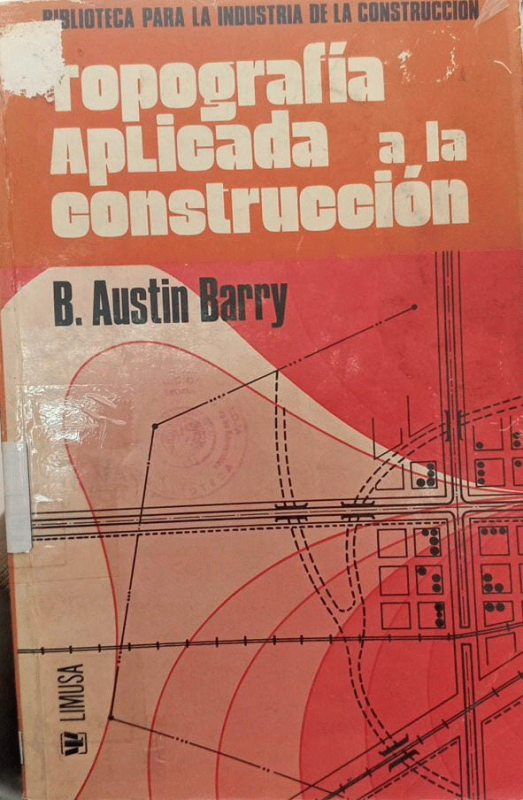 BIBLIOTECA PARA LA INDUSTRIA DE LA CONSTRUCCION
Topografía
Aplicada a la
construcción
B. Austin Barry
LIMUSA